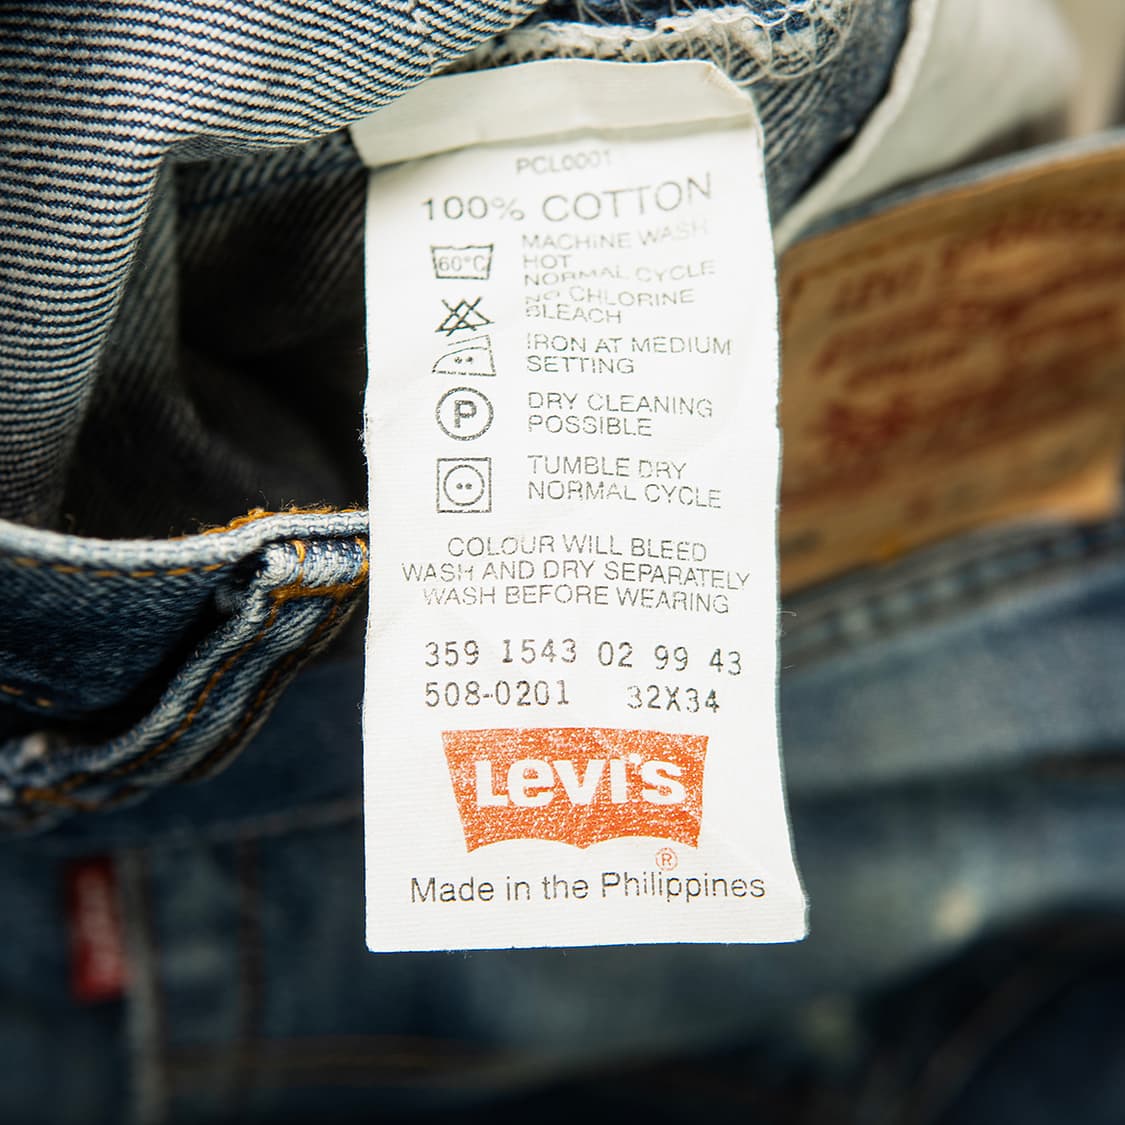 PCL0001
100% COTTON
60°C
MACHINE WASH
HOT
NORMAL CYCLE
NO CHLORINE
BLEACH
IRON AT MEDIUM
SETTING
P
DRY CLEANING
POSSIBLE
TUMBLE DRY
NORMAL CYCLE
COLOUR WILL BLEED
WASH AND DRY SEPARATELY
WASH BEFORE WEARING
359 1543 02 99 43
508-0201 32X34
LEVI'S
®
Made in the Philippines